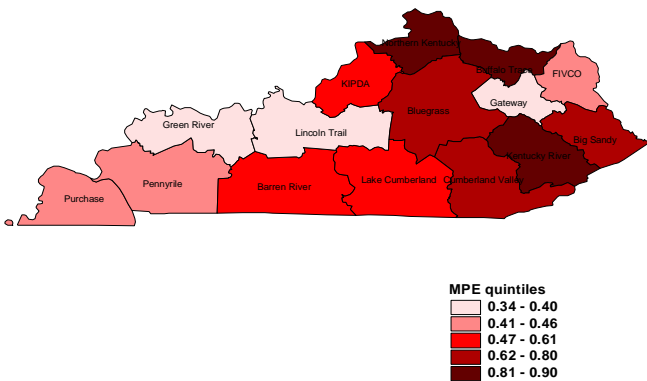 Northern Kentucky
Buffalo Trace
FIVCO
KIPDA
Gateway
Bluegrass
Green River
Lincoln Trail
Big Sandy
Kentucky River
Pennyrile
Barren River
Lake Cumberland
Cumberland Valley
Purchase
MPE quintiles
0.34 - 0.40
0.41 - 0.46
0.47 - 0.61
0.62 - 0.80
0.81 - 0.90